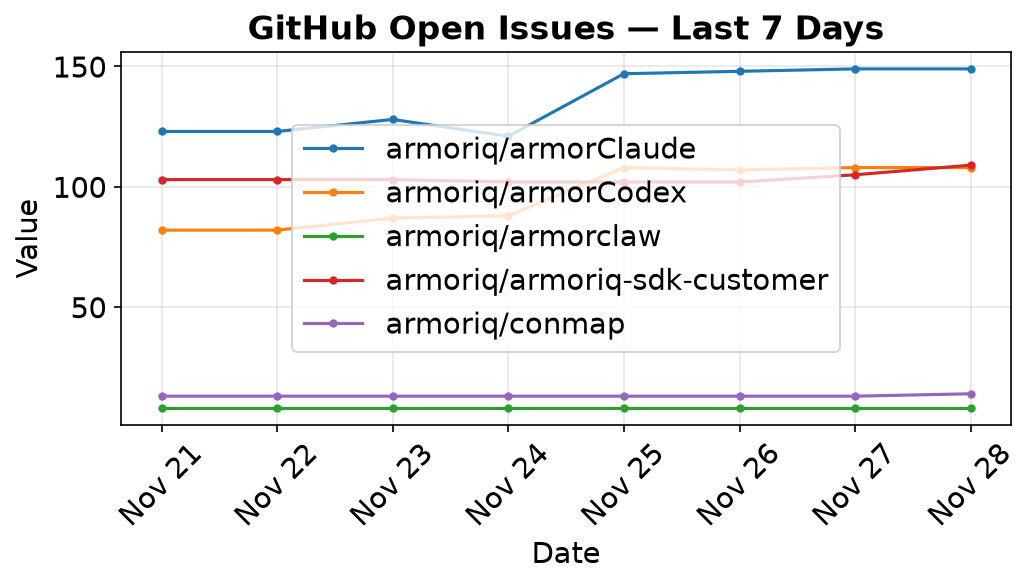 GitHub Open Issues — Last 7 Days
150
100
50
Value
armoriq/armorClaude
armoriq/armorCodex
armoriq/armorclaw
armoriq/armoriq-sdk-customer
armoriq/conmap
Nov 21
Nov 22
Nov 23
Nov 24
Nov 25
Nov 26
Nov 27
Nov 28
Date